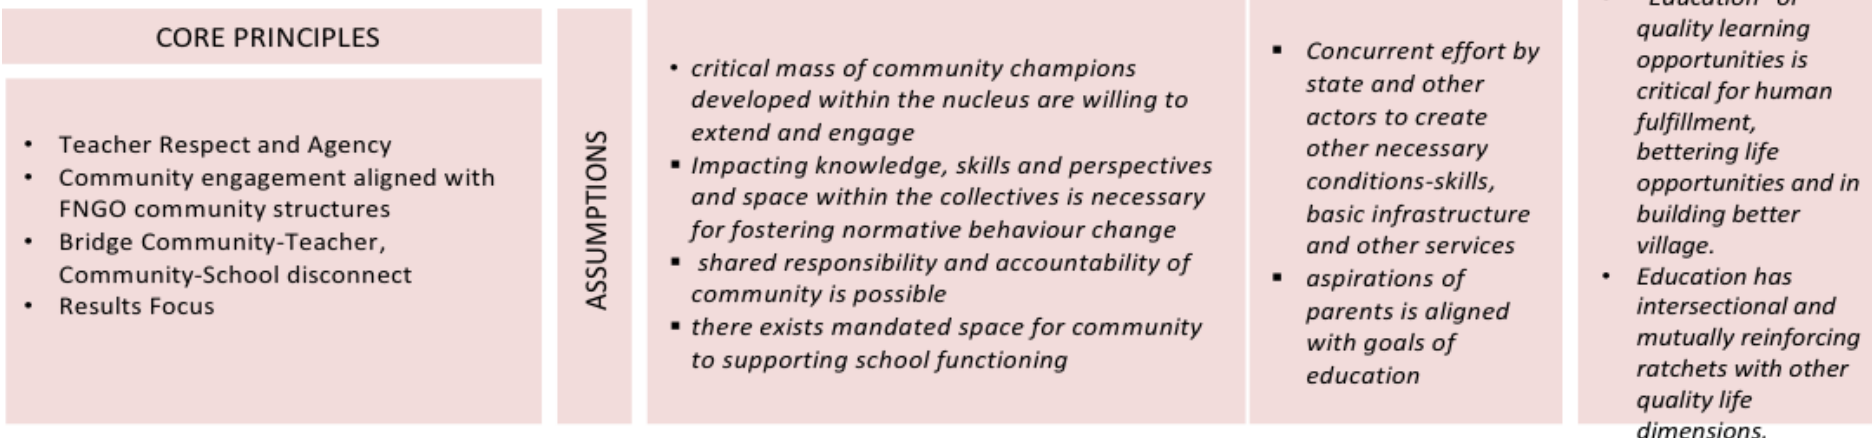 CORE PRINCIPLES
• Teacher Respect and Agency
• Community engagement aligned with
FNGO community structures
• Bridge Community-Teacher,
Community-School disconnect
• Results Focus
ASSUMPTIONS
• critical mass of community champions
developed within the nucleus are willing to
extend and engage
▪ Impacting knowledge, skills and perspectives
and space within the collectives is necessary
for fostering normative behaviour change
▪ shared responsibility and accountability of
community is possible
▪ there exists mandated space for community
to supporting school functioning
▪ Concurrent effort by
state and other
actors to create
other necessary
conditions-skills,
basic infrastructure
and other services
▪ aspirations of
parents is aligned
with goals of
education
• "Education" or
quality learning
opportunities is
critical for human
fulfillment,
bettering life
opportunities and in
building better
village.
• Education has
intersectional and
mutually reinforcing
ratchets with other
quality life
dimensions.